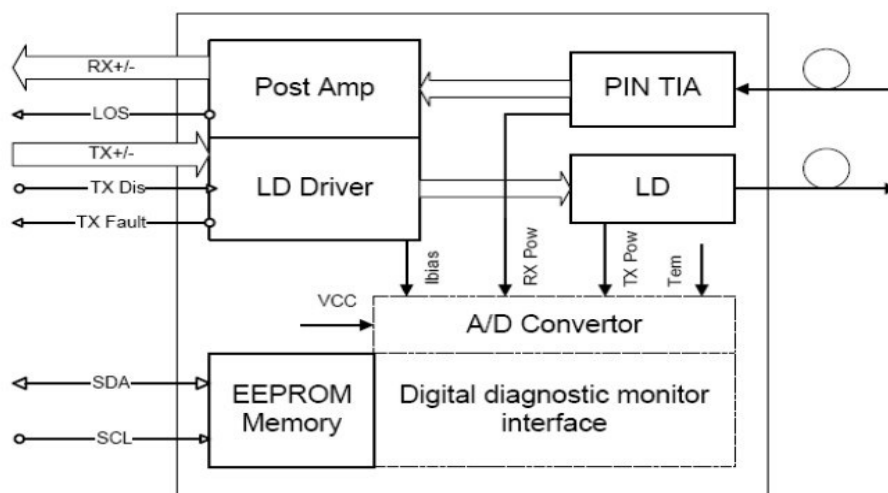 RX+/-
Post Amp
PIN TIA
LOS
TX+/-
TX Dis
LD Driver
LD
TX Fault
Ibias
RX Pow
TX Pow
Tem
VCC
A/D Convertor
SDA
EEPROM
Memory
Digital diagnostic monitor
interface
SCL